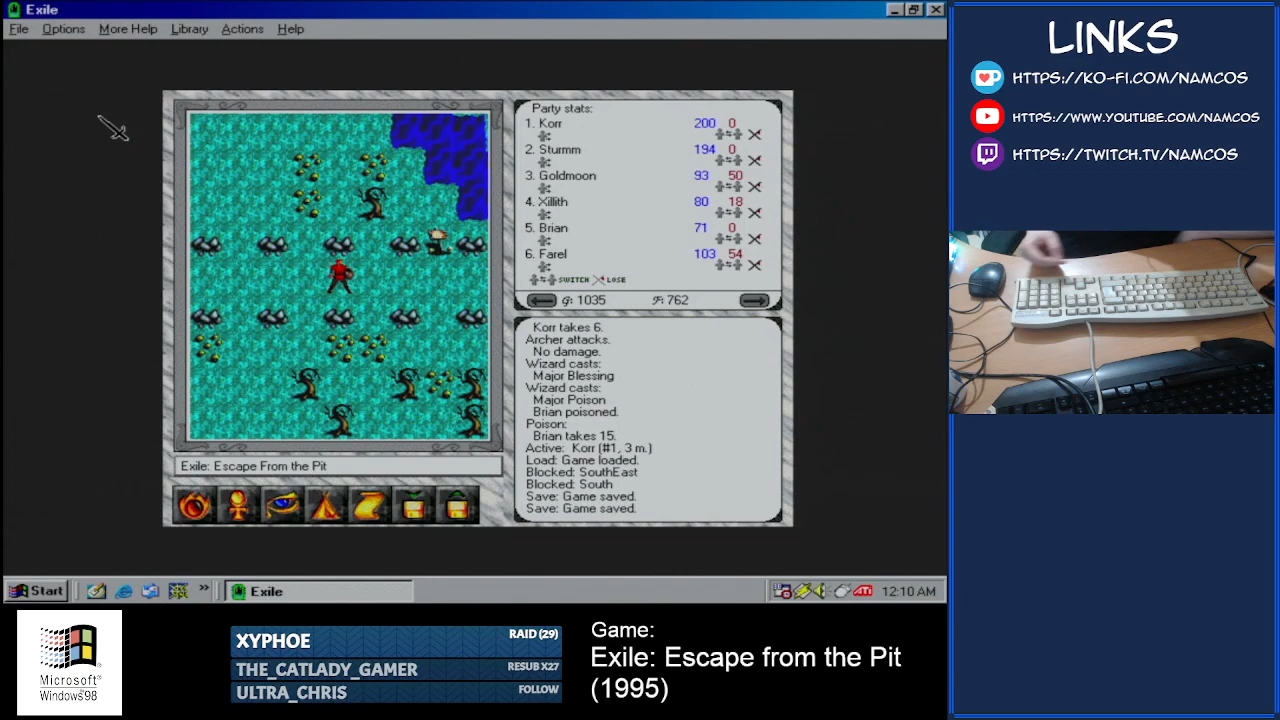 Exile
File Options More Help Library Actions Help
Party stats:
1. Korr 200 0
2. Sturmm 194 0
3. Goldmoon 93 50
4. Xillith 80 18
5. Brian 71 0
6. Farel 103 54
SWITCH LOSE
G: 1035 F: 762
Korr takes 6.
Archer attacks.
No damage.
Wizard casts:
Major Blessing
Wizard casts:
Major Poison
Brian poisoned.
Poison:
Brian takes 15.
Active: Korr (#1, 3 m.)
Load: Game loaded.
Blocked: SouthEast
Blocked: South
Save: Game saved.
Save: Game saved.
Exile: Escape From the Pit
Start
Exile
ATI
12:10 AM
LINKS
HTTPS://KO-FI.COM/NAMCOS
HTTPS://WWW.YOUTUBE.COM/NAMCOS
HTTPS://TWITCH.TV/NAMCOS
Microsoft
Windows98
XYPHOE RAID (29)
THE_CATLADY_GAMER RESUB X27
ULTRA_CHRIS FOLLOW
Game:
Exile: Escape from the Pit
(1995)